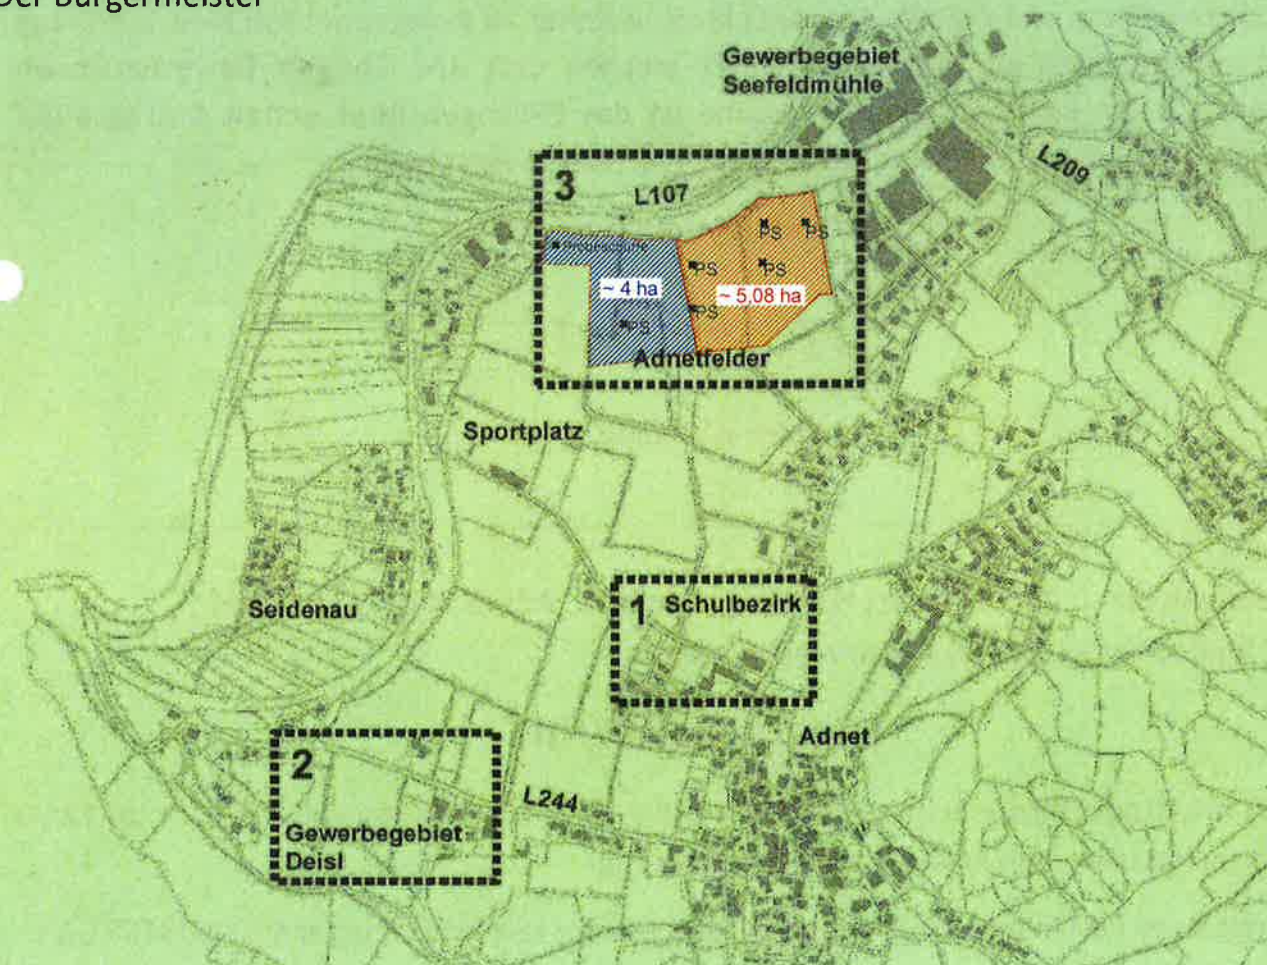 Der Bürgermeister
Gewerbegebiet
Seefeldmühle
L209
3
L107
PS
PS
PS
PS
~ 4 ha
~ 5,08 ha
PS
PS
Adnetfelder
Sportplatz
1
Schulbezirk
Seidenau
Adnet
2
L244
Gewerbegebiet
Deisl